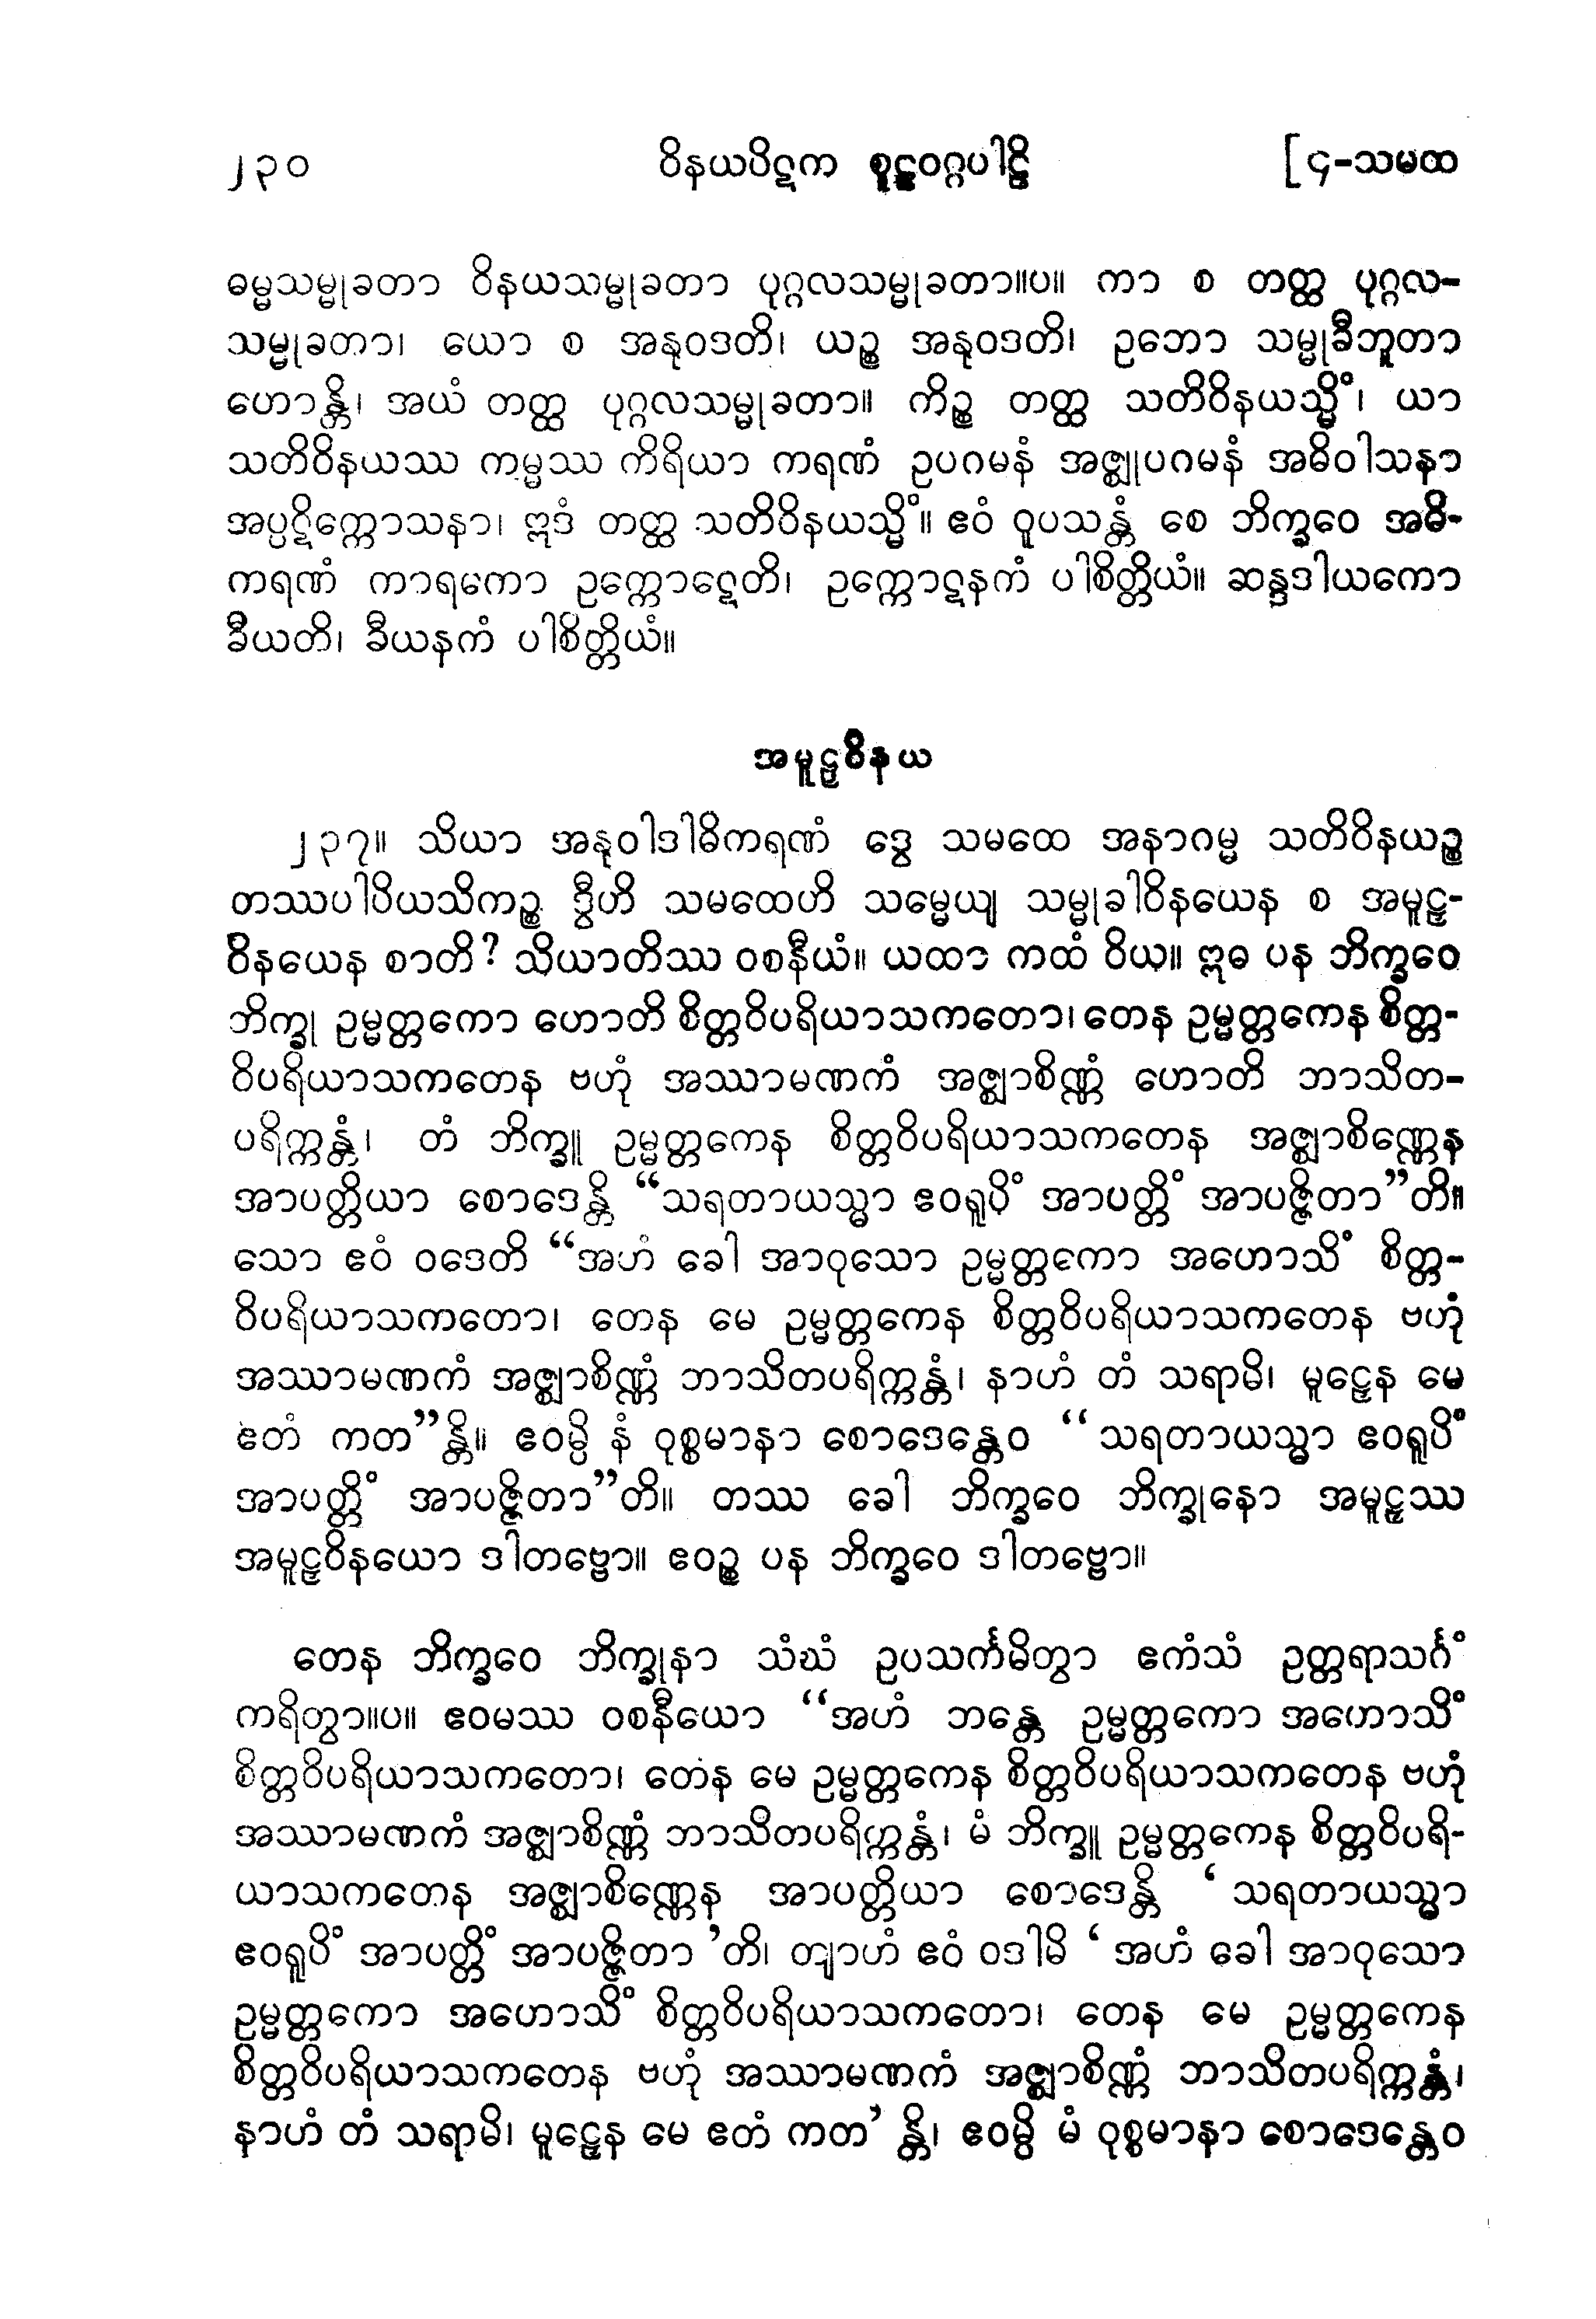 ၂၃၀ ဝိနယပိဋက စူဠဝဂ္ဂပါဠိ [၄-သမထ
ဓမ္မသမ္မုခတာ ဝိနယသမ္မုခတာ ပုဂ္ဂလသမ္မုခတာ။ပ။ ကာ စ တတ္ထ ပုဂ္ဂလ-
သမ္မုခတာ၊ ယော စ အနုဝဒတိ၊ ယဉ္စ အနုဝဒတိ၊ ဥဘော သမ္မုခီဘူတာ
ဟောန္တိ၊ အယံ တတ္ထ ပုဂ္ဂလသမ္မုခတာ။ ကိဉ္စ တတ္ထ သတိဝိနယသ္မိံ၊ ယာ
သတိဝိနယဿ ကမ္မဿ ကိရိယာ ကရဏံ ဥပဂမနံ အဇ္ဈုပဂမနံ အဓိဝါသနာ
အပ္ပဋိက္ကောသနာ၊ ဣဒံ တတ္ထ သတိဝိနယသ္မိံ။ ဧဝံ ဝူပသန္တံ စေ ဘိက္ခဝေ အဓိ-
ကရဏံ ကာရကော ဥက္ကောဋေတိ၊ ဥက္ကောဋနကံ ပါစိတ္တိယံ။ ဆန္ဒဒါယကော
ခီယတိ၊ ခီယနကံ ပါစိတ္တိယံ။
အမူဠှဝိနယ
၂၃၇။ သိယာ အနုဝါဒါဓိကရဏံ ဒွေ သမထေ အနာဂမ္မ သတိဝိနယဉ္စ
တဿပါပိယသိကဉ္စ ဒွီဟိ သမထေဟိ သမ္မေယျ သမ္မုခါဝိနယေန စ အမူဠှ-
ဝိနယေန စာတိ? သိယာတိဿ ဝစနီယံ။ ယထာ ကထံ ဝိယ။ ဣဓ ပန ဘိက္ခဝေ
ဘိက္ခု ဥမ္မတ္တကော ဟောတိ စိတ္တဝိပရိယာသကတော၊ တေန ဥမ္မတ္တကေန စိတ္တ-
ဝိပရိယာသကတေန ဗဟုံ အဿာမဏကံ အဇ္ဈာစိဏ္ဏံ ဟောတိ ဘာသိတ-
ပရိက္ကန္တံ၊ တံ ဘိက္ခူ ဥမ္မတ္တကေန စိတ္တဝိပရိယာသကတေန အဇ္ဈာစိဏ္ဏေန
အာပတ္တိယာ စောဒေန္တိ “သရတာယသ္မာ ဧဝရူပိံ အာပတ္တိံ အာပဇ္ဇိတာ”တိ။
သော ဧဝံ ဝဒေတိ “အဟံ ခေါ အာဝုသော ဥမ္မတ္တကော အဟောသိံ စိတ္တ-
ဝိပရိယာသကတော၊ တေန မေ ဥမ္မတ္တကေန စိတ္တဝိပရိယာသကတေန ဗဟုံ
အဿာမဏကံ အဇ္ဈာစိဏ္ဏံ ဘာသိတပရိက္ကန္တံ၊ နာဟံ တံ သရာမိ၊ မူဠှေန မေ
ဧတံ ကတ”န္တိ။ ဧဝမ္ပိ နံ ဝုစ္စမာနာ စောဒေန္တေဝ “သရတာယသ္မာ ဧဝရူပိံ
အာပတ္တိံ အာပဇ္ဇိတာ”တိ။ တဿ ခေါ ဘိက္ခဝေ ဘိက္ခုနော အမူဠှဿ
အမူဠှဝိနယော ဒါတဗ္ဗော။ ဧဝဉ္စ ပန ဘိက္ခဝေ ဒါတဗ္ဗော။
တေန ဘိက္ခဝေ ဘိက္ခုနာ သံဃံ ဥပသင်္ကမိတွာ ဧကံသံ ဥတ္တရာသင်္ဂံ
ကရိတွာ။ပ။ ဧဝမဿ ဝစနီယော “အဟံ ဘန္တေ ဥမ္မတ္တကော အဟောသိံ
စိတ္တဝိပရိယာသကတော၊ တေန မေ ဥမ္မတ္တကေန စိတ္တဝိပရိယာသကတေန ဗဟုံ
အဿာမဏကံ အဇ္ဈာစိဏ္ဏံ ဘာသိတပရိက္ကန္တံ၊ မံ ဘိက္ခူ ဥမ္မတ္တကေန စိတ္တဝိပရိ-
ယာသကတေန အဇ္ဈာစိဏ္ဏေန အာပတ္တိယာ စောဒေန္တိ ‘သရတာယသ္မာ
ဧဝရူပိံ အာပတ္တိံ အာပဇ္ဇိတာ’တိ၊ တျာဟံ ဧဝံ ဝဒါမိ ‘အဟံ ခေါ အာဝုသော
ဥမ္မတ္တကော အဟောသိံ စိတ္တဝိပရိယာသကတော၊ တေန မေ ဥမ္မတ္တကေန
စိတ္တဝိပရိယာသကတေန ဗဟုံ အဿာမဏကံ အဇ္ဈာစိဏ္ဏံ ဘာသိတပရိက္ကန္တံ၊
နာဟံ တံ သရာမိ၊ မူဠှေန မေ ဧတံ ကတ’န္တိ၊ ဧဝမ္ပိ မံ ဝုစ္စမာနာ စောဒေန္တေဝ